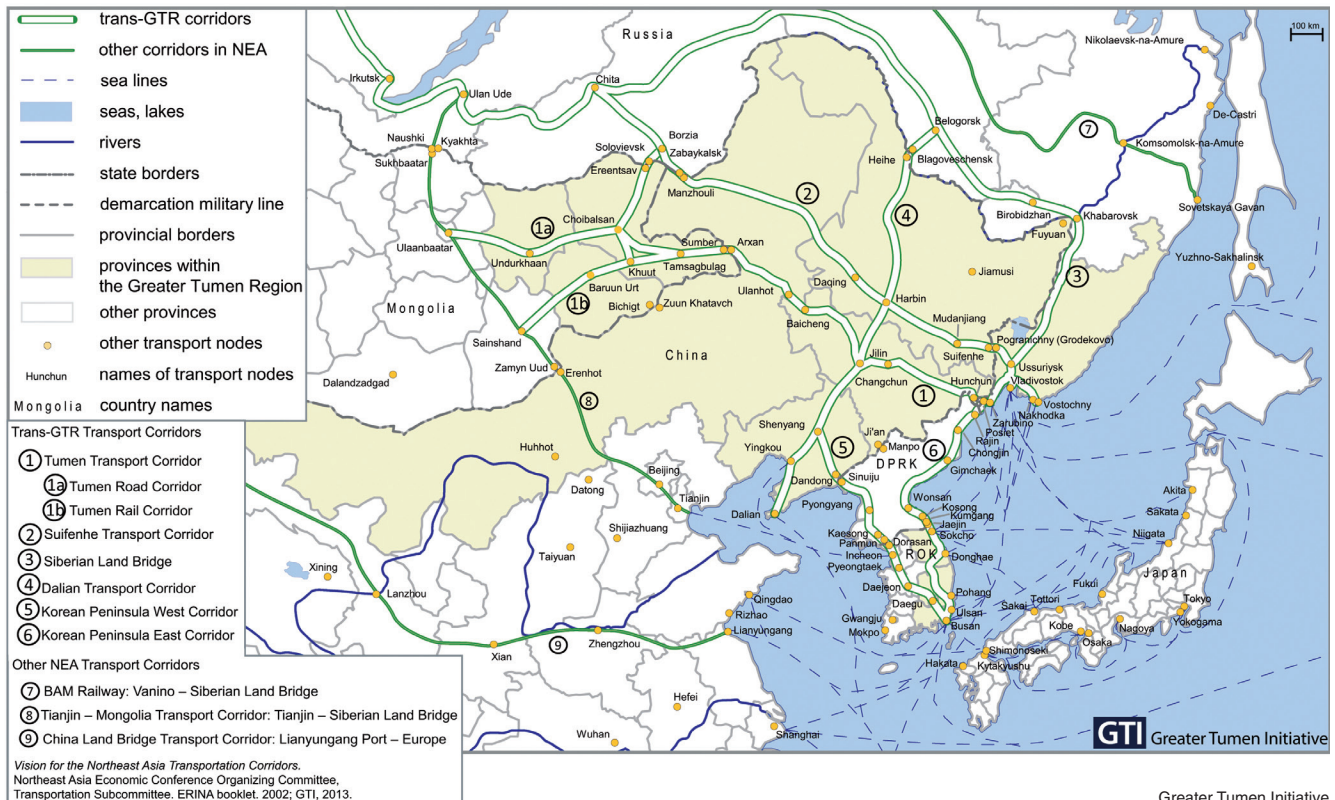 trans-GTR corridors
other corridors in NEA
sea lines
seas, lakes
rivers
state borders
demarcation military line
provincial borders
provinces within
the Greater Tumen Region
other provinces
other transport nodes
Hunchun names of transport nodes
Mongolia country names
Trans-GTR Transport Corridors
1 Tumen Transport Corridor
1a Tumen Road Corridor
1b Tumen Rail Corridor
2 Suifenhe Transport Corridor
3 Siberian Land Bridge
4 Dalian Transport Corridor
5 Korean Peninsula West Corridor
6 Korean Peninsula East Corridor
Other NEA Transport Corridors
7 BAM Railway: Vanino – Siberian Land Bridge
8 Tianjin – Mongolia Transport Corridor: Tianjin – Siberian Land Bridge
9 China Land Bridge Transport Corridor: Lianyungang Port – Europe
Vision for the Northeast Asia Transportation Corridors.
Northeast Asia Economic Conference Organizing Committee,
Transportation Subcommittee. ERINA booklet. 2002; GTI, 2013.
Russia
100 km
Nikolaevsk-na-Amure
Irkutsk
Chita
Ulan Ude
De-Castri
Belogorsk
7
Naushki
Kyakhta
Borzia
Komsomolsk-na-Amure
Solovievsk
Zabaykalsk
Heihe
Blagoveschensk
Sukhbaatar
Ereentsav
Manzhouli
2
Birobidzhan
Sovetskaya Gavan
4
Khabarovsk
Choibalsan
Fuyuan
1a
Ulaanbaatar
Sumber
Arxan
Undurkhaan
Tamsagbulag
Khuut
Jiamusi
Yuzhno-Sakhalinsk
3
Baruun Urt
Ulanhot
Daqing
Harbin
1b
Bichigt
Zuun Khatavch
Mongolia
Baicheng
Mudanjiang
Sainshand
Pogranichny (Grodekovo)
Suifenhe
China
Jilin
Ussuriysk
Zamyn Uud
Erenhot
Changchun
Hunchun
Vladivostok
Dalandzadgad
1
Vostochny
8
Nakhodka
Zarubino
Posiet
Shenyang
Ji'an
Rajin
Manpo
Chongjin
Huhhot
Yingkou
5
6
DPRK
Gimchaek
Beijing
Dandong
Sinuiju
Datong
Tianjin
Pyongyang
Wonsan
Akita
Dalian
Kosong
Kumgang
Sakata
Shijiazhuang
Kaesong
Jaejin
Panmun
Dorasan
Sokcho
Niigata
Taiyuan
Incheon
ROK
Donghae
Xining
Pyeongtaek
Japan
Lanzhou
Daejeon
Pohang
Fukui
Qingdao
Daegu
Tottori
Tokyo
Rizhao
Ulsan
Sakai
Gwangju
Yokogama
Lianyungang
Mokpo
Busan
Kobe
Nagoya
Osaka
9
Zhengzhou
Xian
Shimonoseki
Hakata
Kytakyushu
Hefei
Wuhan
Shanghai
GTI Greater Tumen Initiative
Greater Tumen Initiative